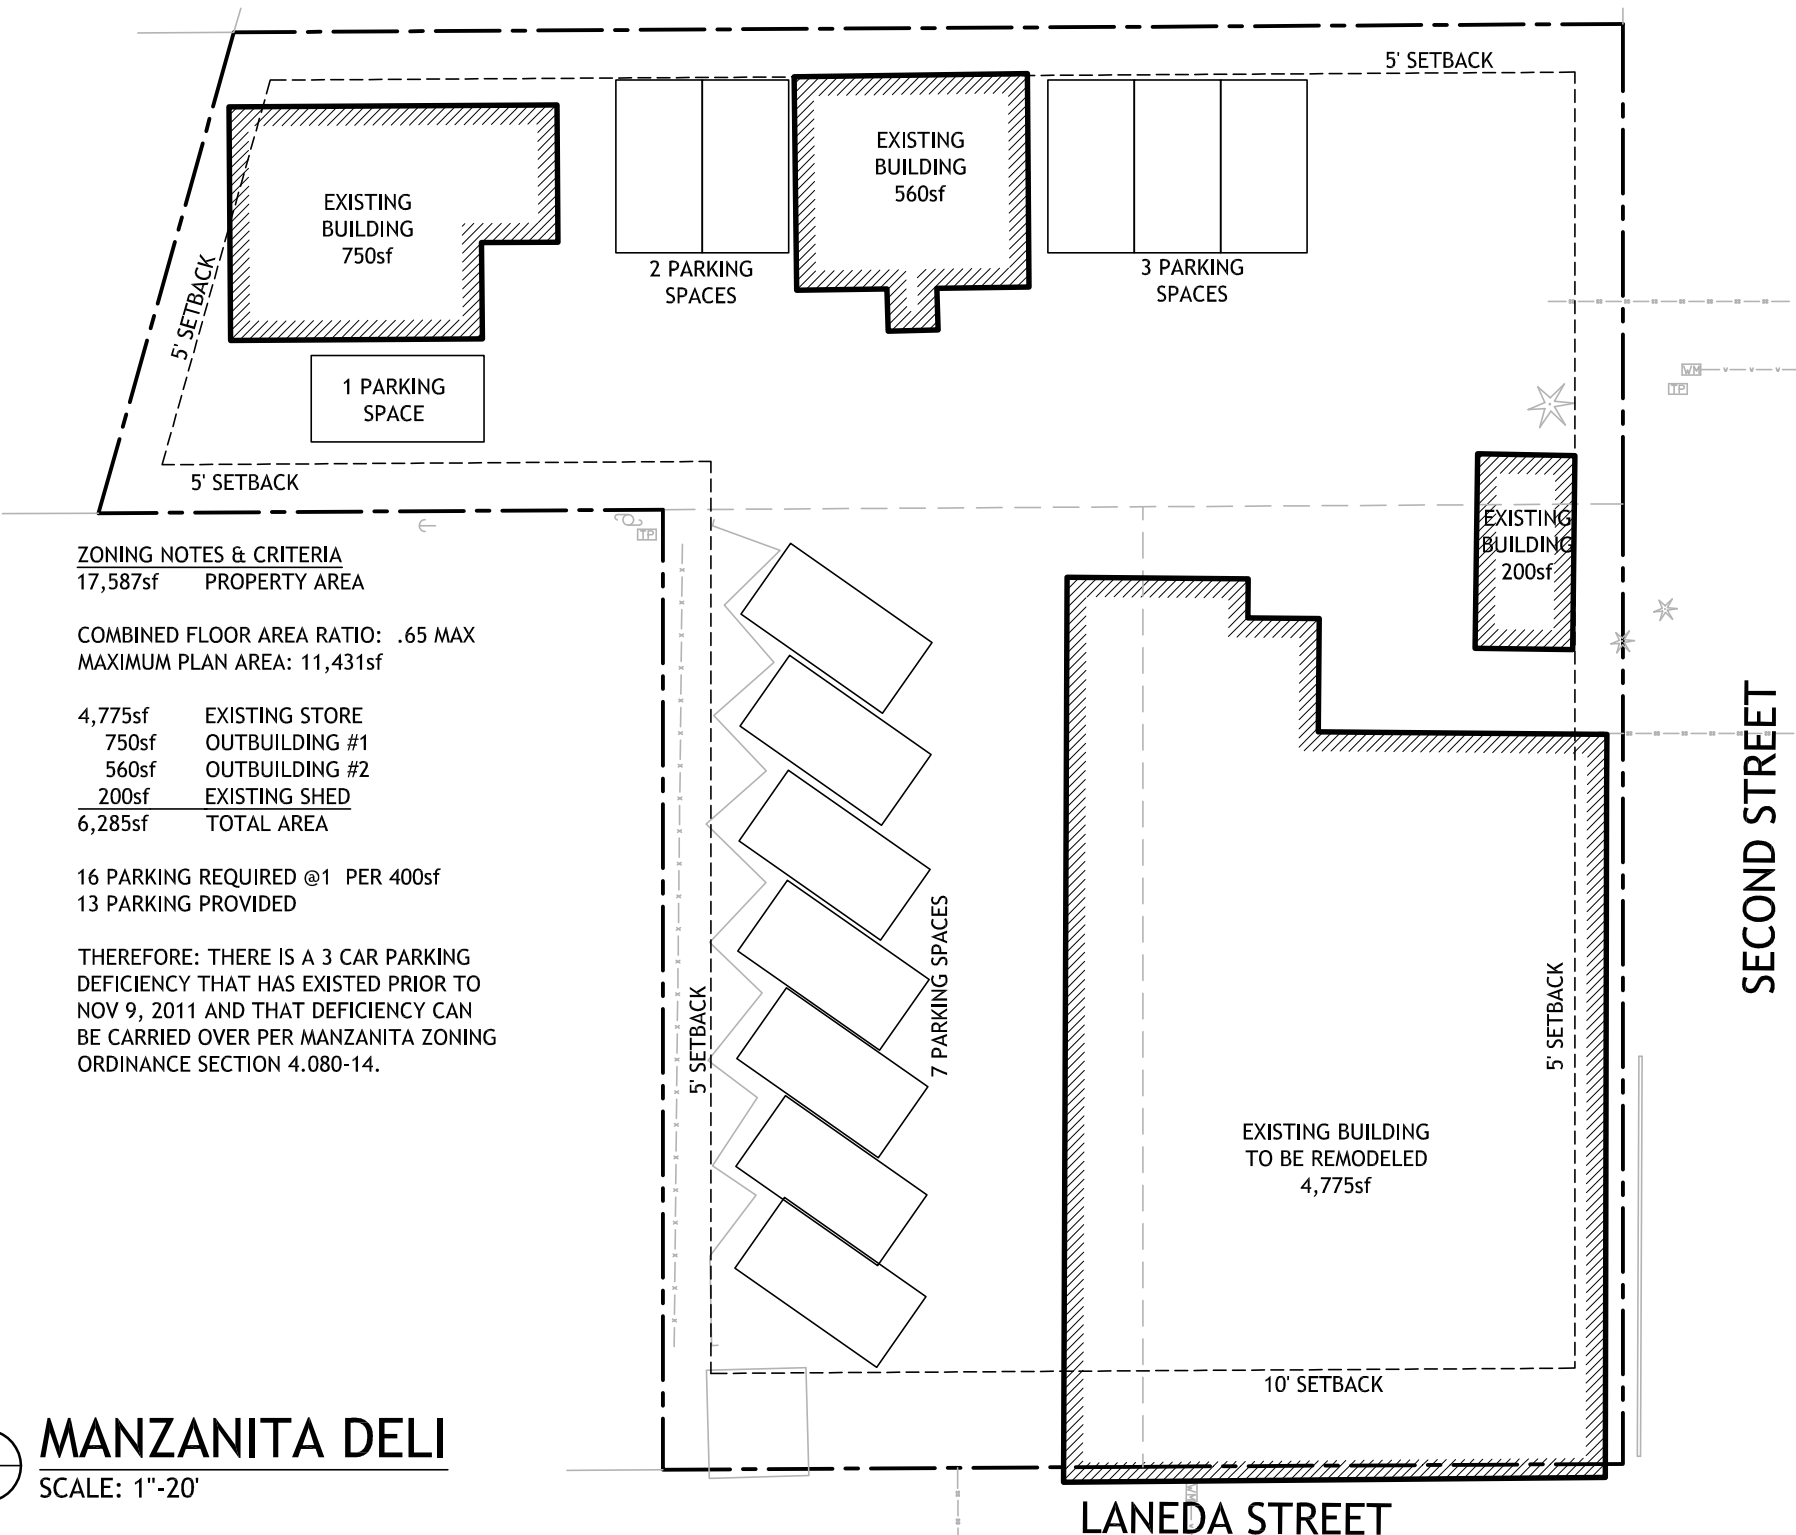 5' SETBACK
EXISTING
BUILDING
750sf
2 PARKING
SPACES
EXISTING
BUILDING
560sf
3 PARKING
SPACES
5' SETBACK
1 PARKING
SPACE
5' SETBACK
WM
TP
TP
EXISTING
BUILDING
200sf
ZONING NOTES & CRITERIA
17,587sf PROPERTY AREA
COMBINED FLOOR AREA RATIO: .65 MAX
MAXIMUM PLAN AREA: 11,431sf
4,775sf EXISTING STORE
750sf OUTBUILDING #1
560sf OUTBUILDING #2
200sf EXISTING SHED
6,285sf TOTAL AREA
16 PARKING REQUIRED @1 PER 400sf
13 PARKING PROVIDED
THEREFORE: THERE IS A 3 CAR PARKING
DEFICIENCY THAT HAS EXISTED PRIOR TO
NOV 9, 2011 AND THAT DEFICIENCY CAN
BE CARRIED OVER PER MANZANITA ZONING
ORDINANCE SECTION 4.080-14.
5' SETBACK
7 PARKING SPACES
EXISTING BUILDING
TO BE REMODELED
4,775sf
5' SETBACK
SECOND STREET
10' SETBACK
MANZANITA DELI
SCALE: 1"-20'
WM
LANEDA STREET